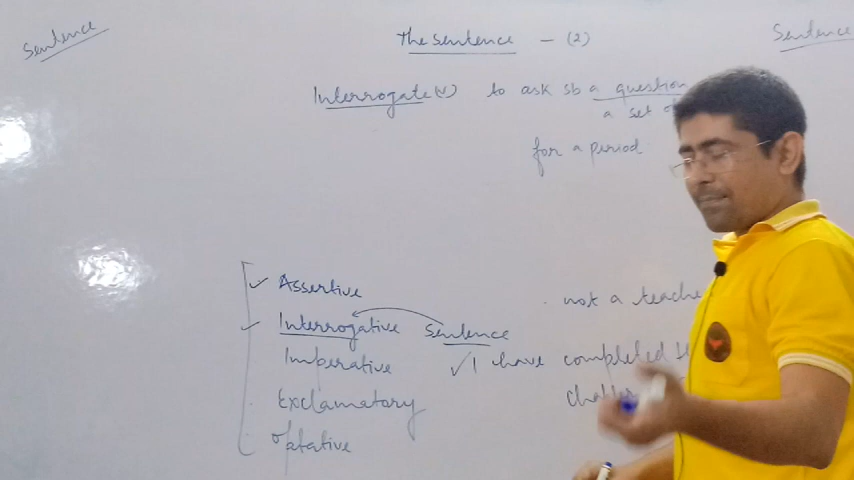 Sentence
The Sentence - (2)
Sentence
Interrogate (v) to ask sb a question
a set of
for a period
✓ Assertive
not a teache
✓ Interrogative Sentence
Imperative ✓ I have completed
Exclamatory
Optative